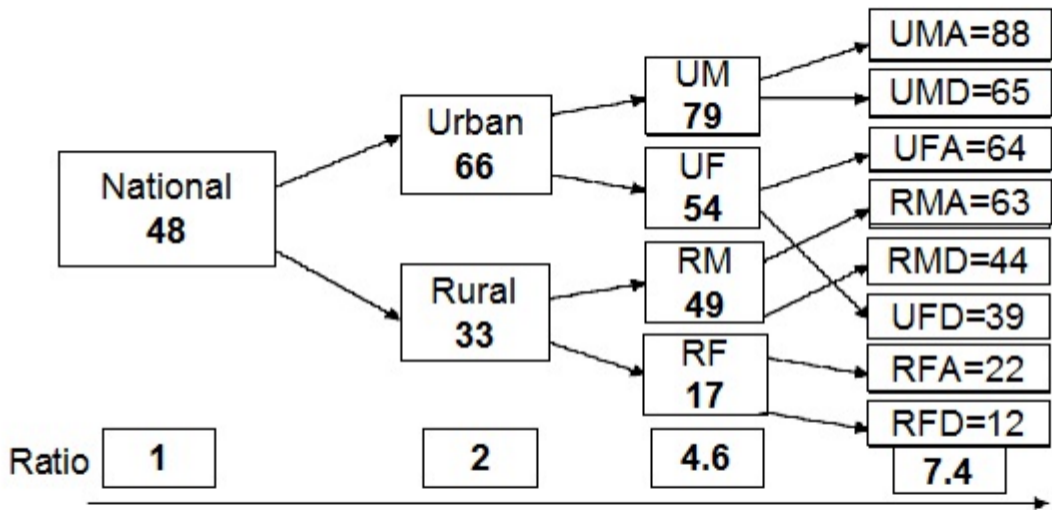 National
48
Urban
66
Rural
33
UM
79
UF
54
RM
49
RF
17
UMA=88
UMD=65
UFA=64
RMA=63
RMD=44
UFD=39
RFA=22
RFD=12
Ratio 1 2 4.6 7.4